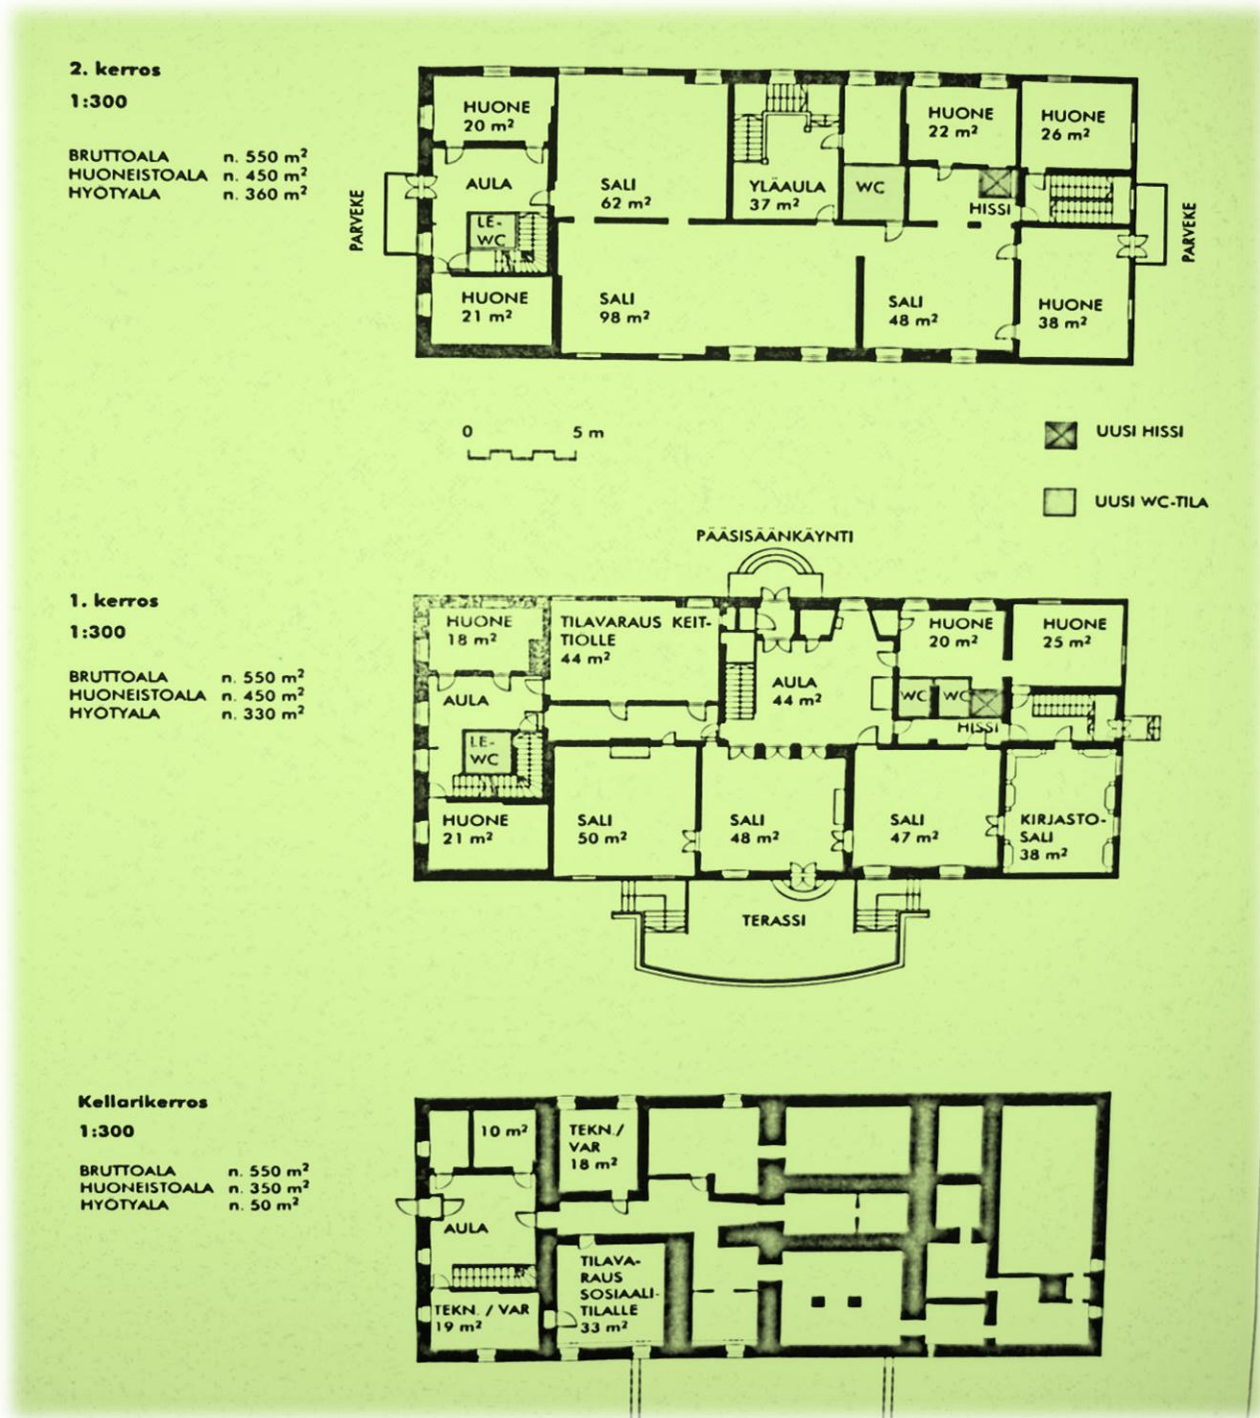 2. kerros
1:300
BRUTTOALA n. 550 m²
HUONEISTOALA n. 450 m²
HYÖTYALA n. 360 m²
PARVEKE
HUONE
20 m²
AULA
LE-
WC
HUONE
21 m²
SALI
62 m²
SALI
98 m²
YLÄAULA
37 m²
WC
HUONE
22 m²
HISSI
SALI
48 m²
HUONE
26 m²
HUONE
38 m²
PARVEKE
0 5 m
UUSI HISSI
UUSI WC-TILA
PÄÄSISÄÄNKÄYNTI
1. kerros
1:300
BRUTTOALA n. 550 m²
HUONEISTOALA n. 450 m²
HYÖTYALA n. 330 m²
HUONE
18 m²
TILAVARAUS KEIT-
TIOLLE
44 m²
AULA
LE-
WC
HUONE
21 m²
AULA
44 m²
HUONE
20 m²
HUONE
25 m²
WC
WC
HISSI
SALI
50 m²
SALI
48 m²
SALI
47 m²
KIRJASTO-
SALI
38 m²
TERASSI
Kellarikerros
1:300
BRUTTOALA n. 550 m²
HUONEISTOALA n. 350 m²
HYÖTYALA n. 50 m²
10 m²
TEKN./
VAR
18 m²
AULA
TEKN. / VAR
19 m²
TILAVA-
RAUS
SOSIAALI-
TILALLE
33 m²